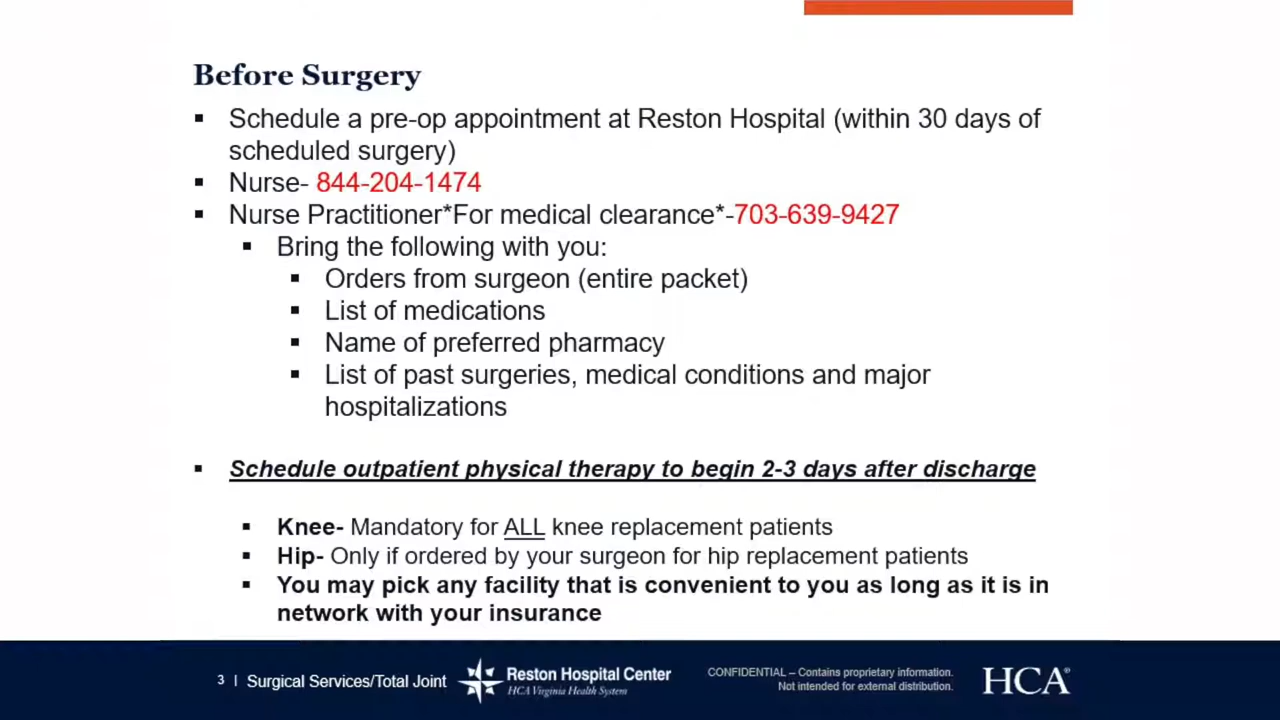 Before Surgery
▪ Schedule a pre-op appointment at Reston Hospital (within 30 days of
scheduled surgery)
▪ Nurse- 844-204-1474
▪ Nurse Practitioner*For medical clearance*-703-639-9427
▪ Bring the following with you:
▪ Orders from surgeon (entire packet)
▪ List of medications
▪ Name of preferred pharmacy
▪ List of past surgeries, medical conditions and major
hospitalizations
▪ Schedule outpatient physical therapy to begin 2-3 days after discharge
▪ Knee- Mandatory for ALL knee replacement patients
▪ Hip- Only if ordered by your surgeon for hip replacement patients
▪ You may pick any facility that is convenient to you as long as it is in
network with your insurance
3 | Surgical Services/Total Joint
Reston Hospital Center
HCA Virginia Health System
CONFIDENTIAL – Contains proprietary information.
Not intended for external distribution.
HCA®